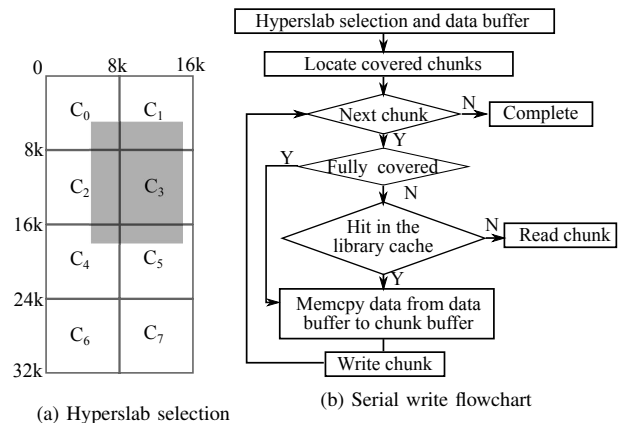 0
8k
16k
C0
C1
8k
C2
C3
16k
C4
C5
24k
C6
C7
32k
(a) Hyperslab selection
Hyperslab selection and data buffer
Locate covered chunks
Next chunk
N
Complete
Y
Y
Fully covered
N
Hit in the
library cache
N
Read chunk
Y
Memcpy data from data
buffer to chunk buffer
Write chunk
(b) Serial write flowchart